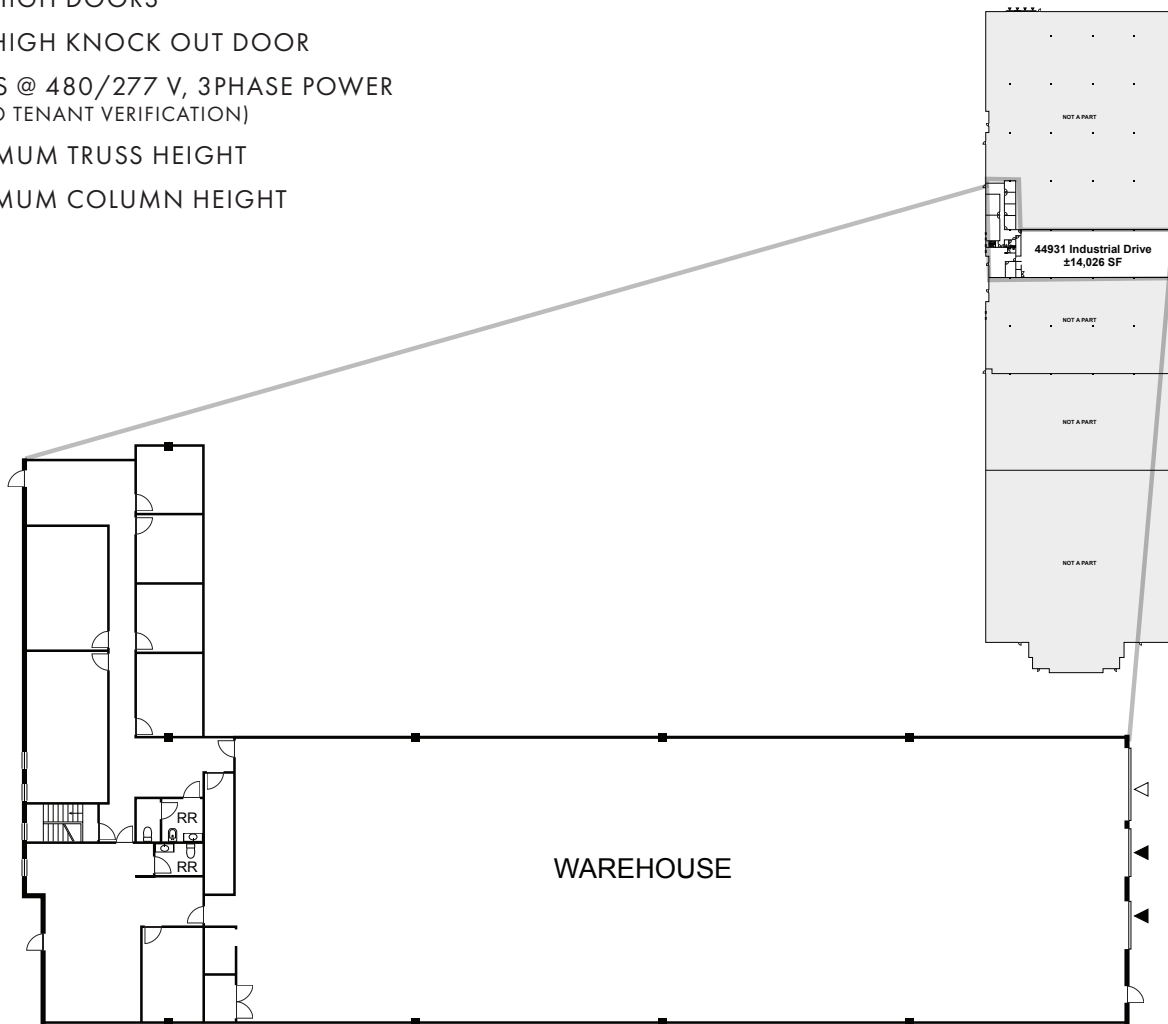 HIGH DOORS
HIGH KNOCK OUT DOOR
S @ 480/277 V, 3PHASE POWER
TENANT VERIFICATION)
MUM TRUSS HEIGHT
MUM COLUMN HEIGHT
NOT A PART
44931 Industrial Drive
±14,026 SF
NOT A PART
NOT A PART
NOT A PART
RR
RR
WAREHOUSE